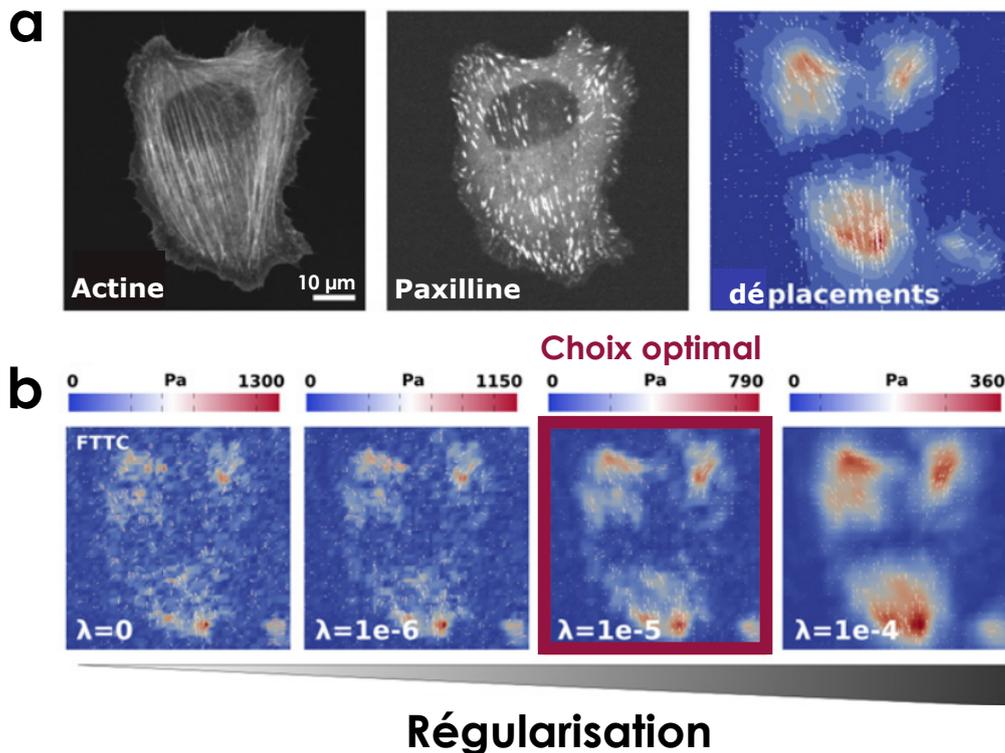 a
Actine
10 µm
Paxilline
déplacements
Choix optimal
b
0 Pa 1300
0 Pa 1150
0 Pa 790
0 Pa 360
FTTC
λ=0
λ=1e-6
λ=1e-5
λ=1e-4
Régularisation